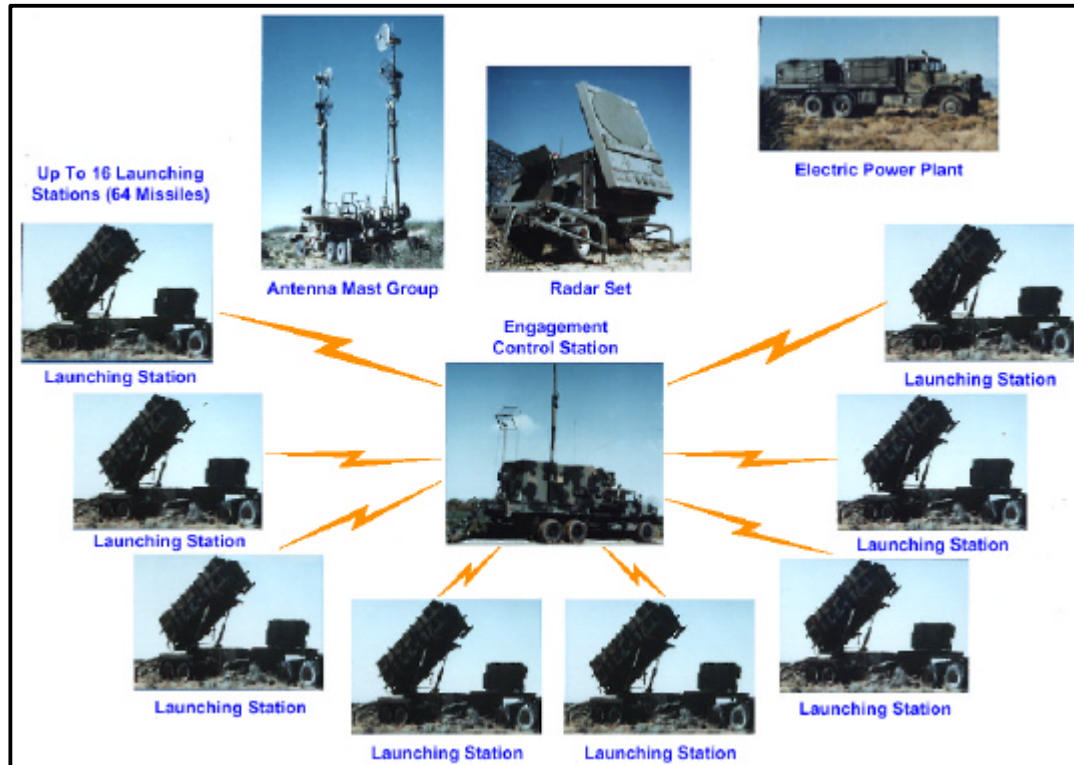 Up To 16 Launching
Stations (64 Missiles)
Antenna Mast Group
Radar Set
Electric Power Plant
Engagement
Control Station
Launching Station
Launching Station
Launching Station
Launching Station
Launching Station
Launching Station
Launching Station
Launching Station